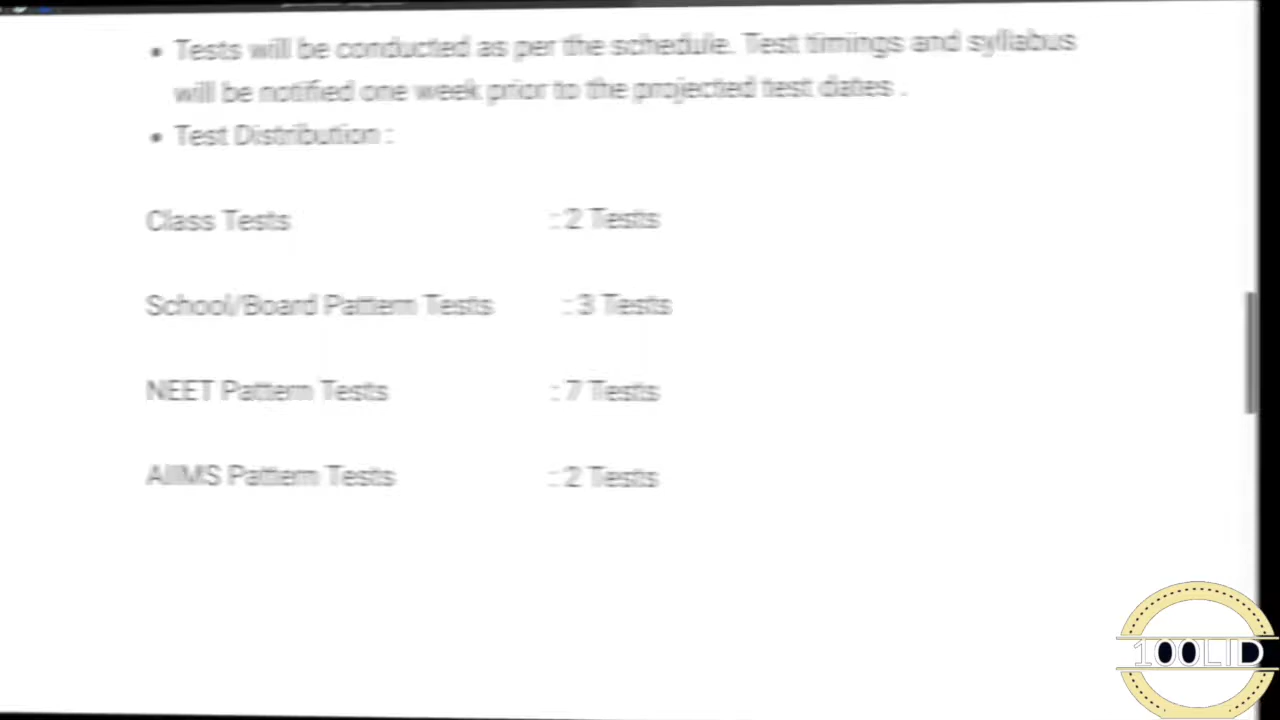 • Tests will be conducted as per the schedule. Test timings and syllabus
will be notified one week prior to the projected test dates .
• Test Distribution :
Class Tests : 2 Tests
School/Board Pattern Tests : 3 Tests
NEET Pattern Tests : 7 Tests
AIIMS Pattern Tests : 2 Tests
100LID